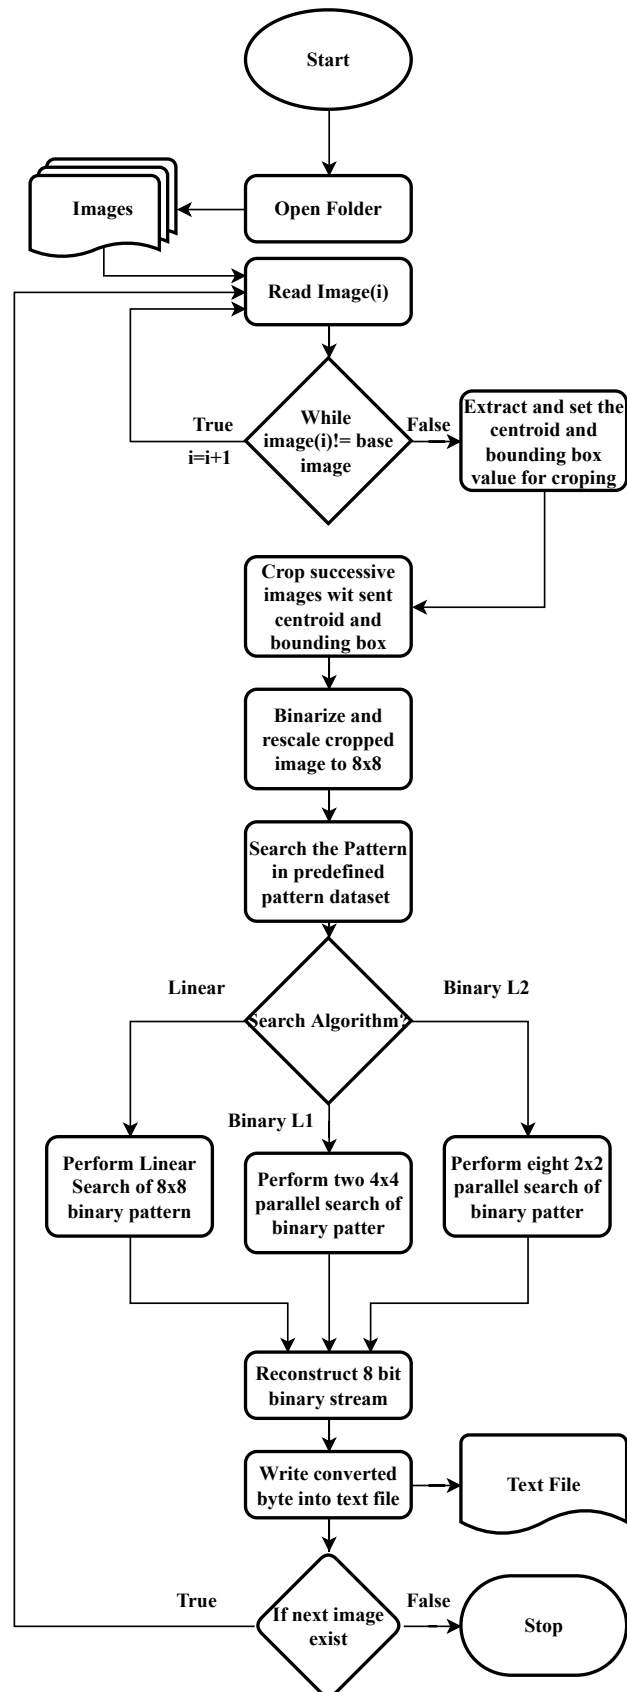 Start
Images
Open Folder
Read Image(i)
True
i=i+1
While
image(i)!= base
image
False
Extract and set the
centroid and
bounding box
value for croping
Crop successive
images wit sent
centroid and
bounding box
Binarize and
rescale cropped
image to 8x8
Search the Pattern
in predefined
pattern dataset
Linear
Search Algorithm?
Binary L2
Binary L1
Perform Linear
Search of 8x8
binary pattern
Perform two 4x4
parallel search of
binary patter
Perform eight 2x2
parallel search of
binary patter
Reconstruct 8 bit
binary stream
Write converted
byte into text file
Text File
True
If next image
exist
False
Stop